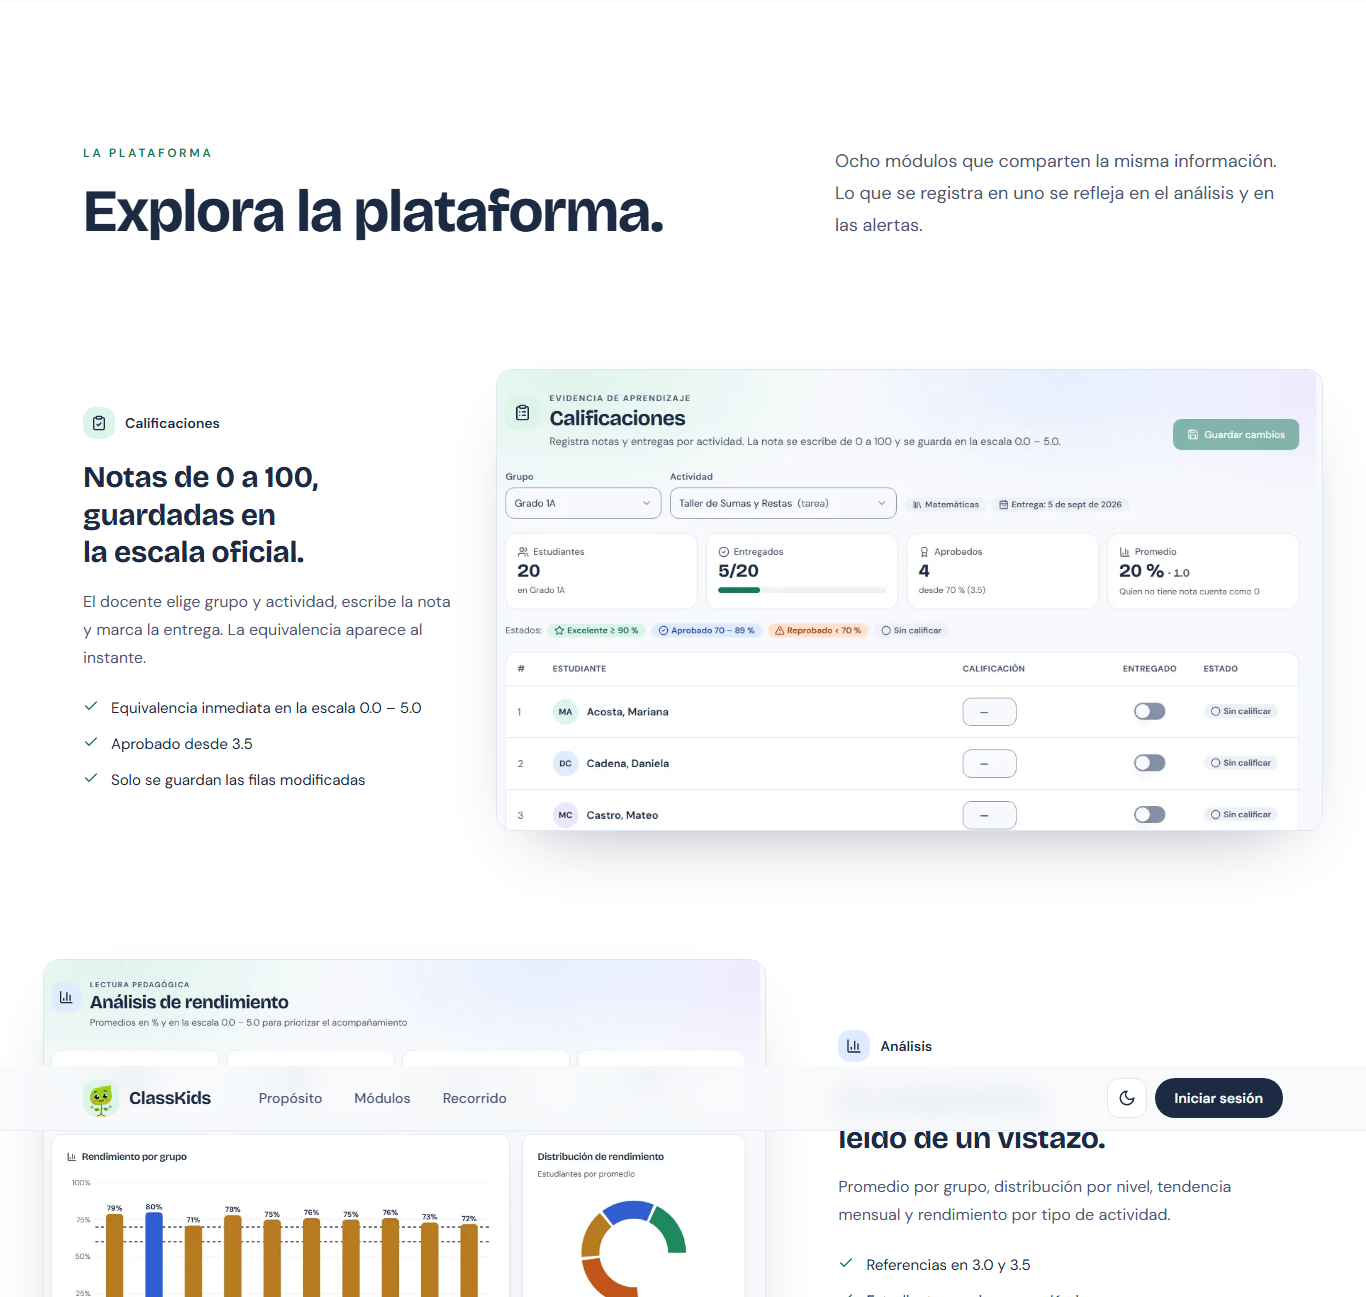 LA PLATAFORMA
Explora la plataforma.
Ocho módulos que comparten la misma información.
Lo que se registra en uno se refleja en el análisis y en
las alertas.
Calificaciones
Notas de 0 a 100,
guardadas en
la escala oficial.
El docente elige grupo y actividad, escribe la nota
y marca la entrega. La equivalencia aparece al
instante.
Equivalencia inmediata en la escala 0.0 – 5.0
Aprobado desde 3.5
Solo se guardan las filas modificadas
EVIDENCIA DE APRENDIZAJE
Calificaciones
Registra notas y entregas por actividad. La nota se escribe de 0 a 100 y se guarda en la escala 0.0 – 5.0.
Guardar cambios
Grupo
Actividad
Grado 1A
Taller de Sumas y Restas (tarea)
Matemáticas
Entrega: 5 de sept de 2026
Estudiantes
20
en Grado 1A
Entregados
5/20
Aprobados
4
desde 70 % (3.5)
Promedio
20 % · 1.0
Quien no tiene nota cuenta como 0
Estados:
Excelente ≥ 90 %
Aprobado 70 – 89 %
Reprobado < 70 %
Sin calificar
# ESTUDIANTE CALIFICACIÓN ENTREGADO ESTADO
1 MA Acosta, Mariana – Sin calificar
2 DC Cadena, Daniela – Sin calificar
3 MC Castro, Mateo – Sin calificar
LECTURA PEDAGÓGICA
Análisis de rendimiento
Promedios en % y en la escala 0.0 – 5.0 para priorizar el acompañamiento
Análisis
ClassKids
Propósito
Módulos
Recorrido
Iniciar sesión
leído de un vistazo.
Promedio por grupo, distribución por nivel, tendencia
mensual y rendimiento por tipo de actividad.
Referencias en 3.0 y 3.5
Rendimiento por grupo
100%
75%
50%
25%
79% 80% 71% 78% 75% 76% 75% 76% 73% 72%
Distribución de rendimiento
Estudiantes por promedio